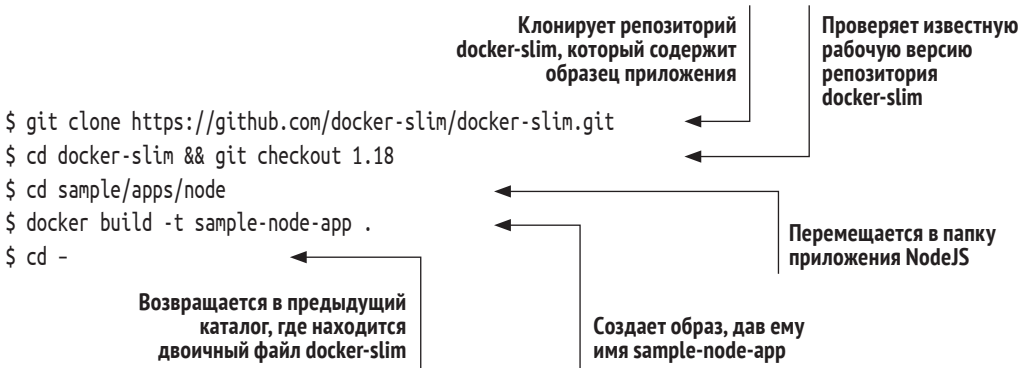 Клонирует репозиторий
docker-slim, который содержит
образец приложения
Проверяет известную
рабочую версию
репозитория
docker-slim
$ git clone https://github.com/docker-slim/docker-slim.git
$ cd docker-slim && git checkout 1.18
$ cd sample/apps/node
$ docker build -t sample-node-app .
$ cd –
Перемещается в папку
приложения NodeJS
Возвращается в предыдущий
каталог, где находится
двоичный файл docker-slim
Создает образ, дав ему
имя sample-node-app